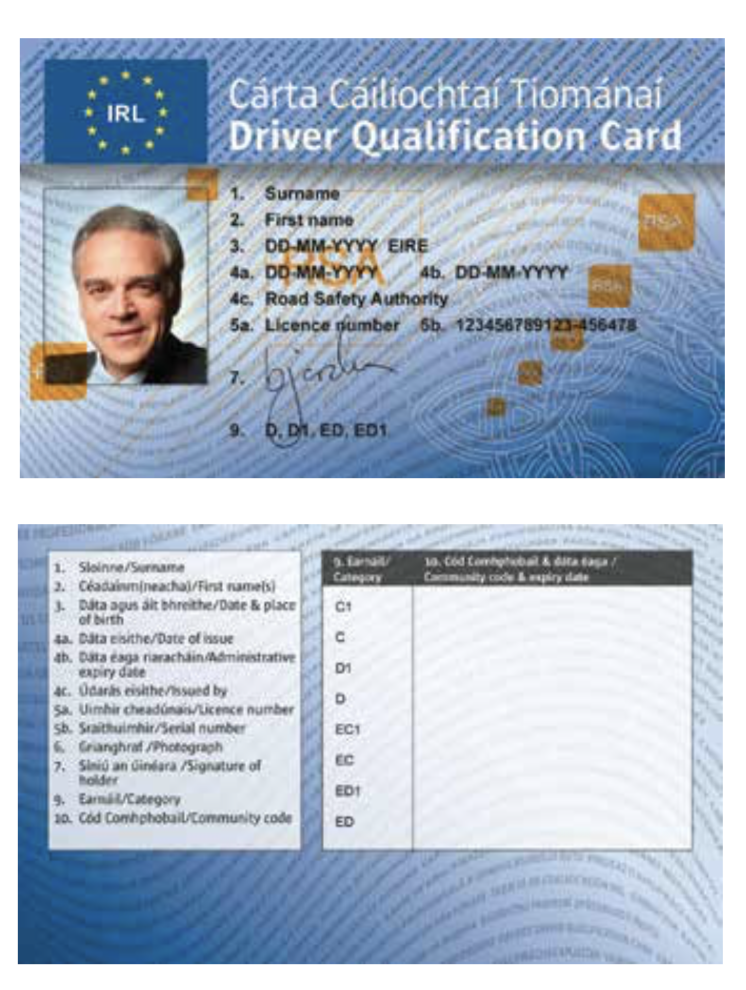 IRL
Cárta Cáilíochtaí Tiománaí
Driver Qualification Card
1. Surname
2. First name
3. DD-MM-YYYY EIRE
4a. DD-MM-YYYY 4b. DD-MM-YYYY
4c. Road Safety Authority
5a. Licence number 5b. 123456789123-456478
7.
9. D, D1, ED, ED1
RSA
RSA
RSA
1. Sloinne/Surname
2. Céadainm(neacha)/First name(s)
3. Dáta agus áit bhreithe/Date & place
of birth
4a. Dáta eisithe/Date of issue
4b. Dáta éaga riaracháin/Administrative
expiry date
4c. Údarás eisithe/Issued by
5a. Uimhir cheadúnais/Licence number
5b. Sraithuimhir/Serial number
6. Grianghraf /Photograph
7. Síniú an úinéara /Signature of
holder
9. Earnáil/Category
10. Cód Comhphobail/Community code
9. Earnáil/
Category
10. Cód Comhphobail & dáta éaga /
Community code & expiry date
C1
C
D1
D
EC1
EC
ED1
ED